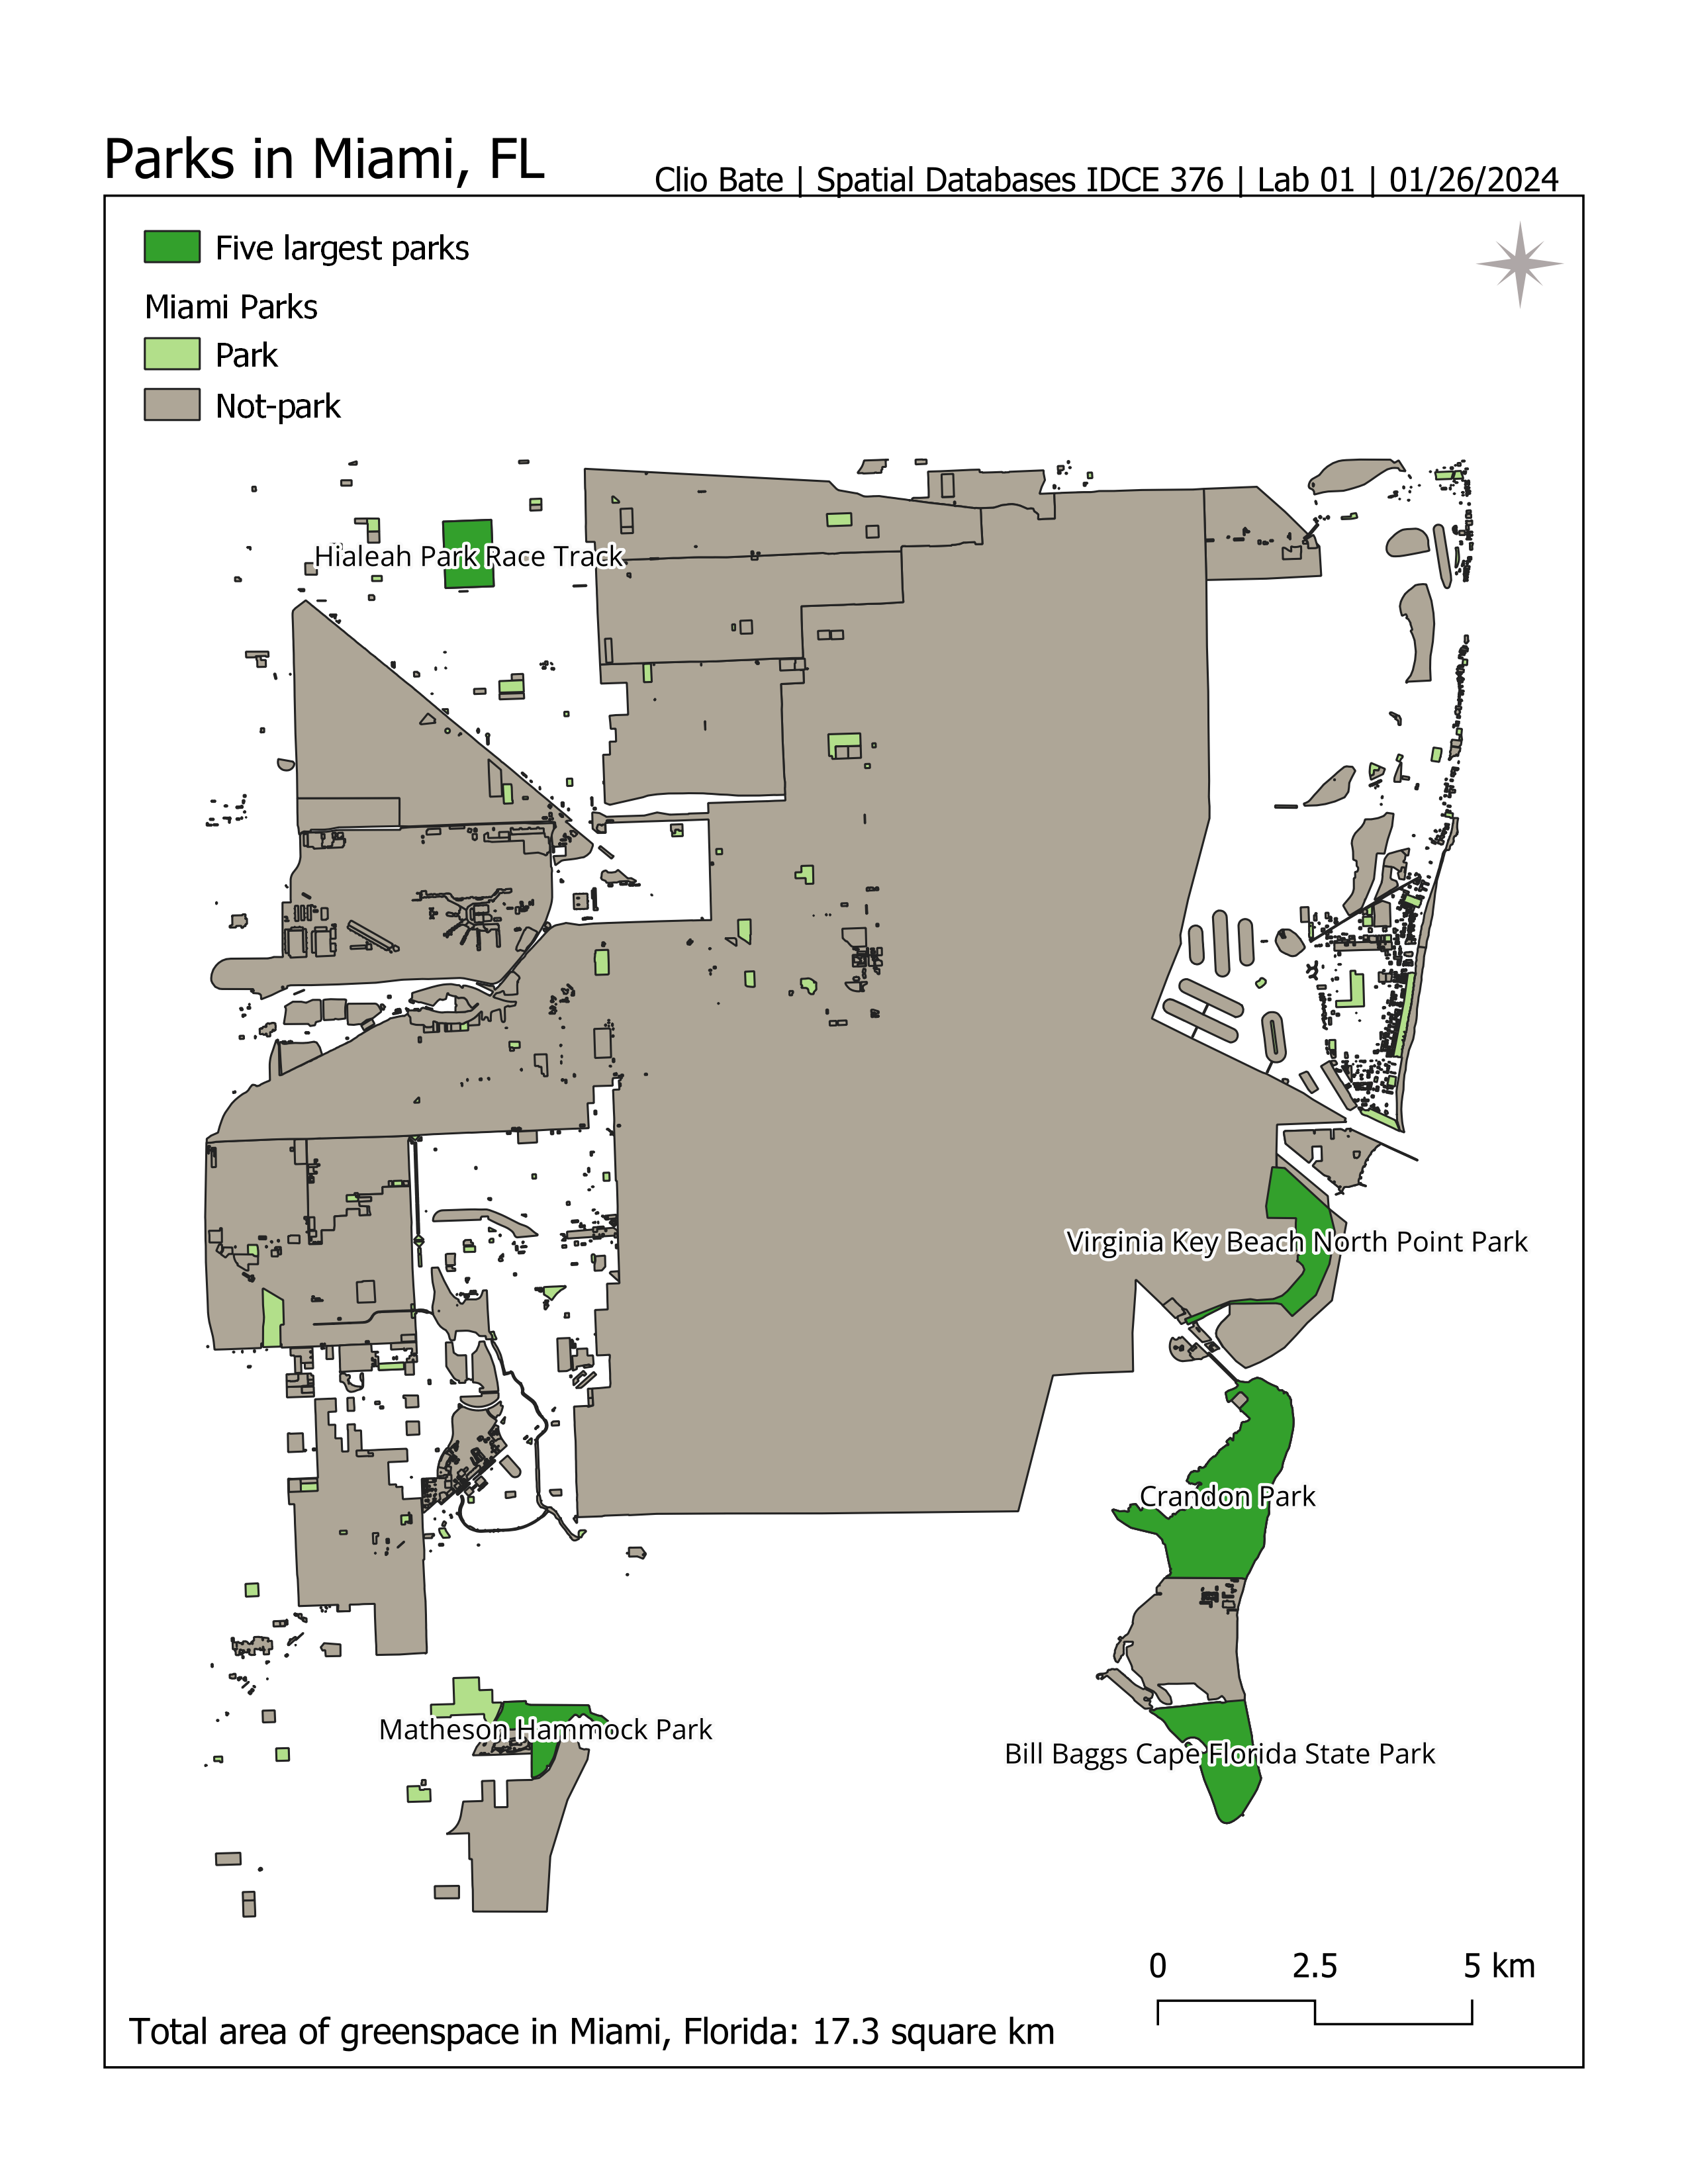 Parks in Miami, FL
Clio Bate | Spatial Databases IDCE 376 | Lab 01 | 01/26/2024
Five largest parks
Miami Parks
Park
Not-park
Hialeah Park Race Track
Virginia Key Beach North Point Park
Crandon Park
Matheson Hammock Park
Bill Baggs Cape Florida State Park
0 2.5 5 km
Total area of greenspace in Miami, Florida: 17.3 square km